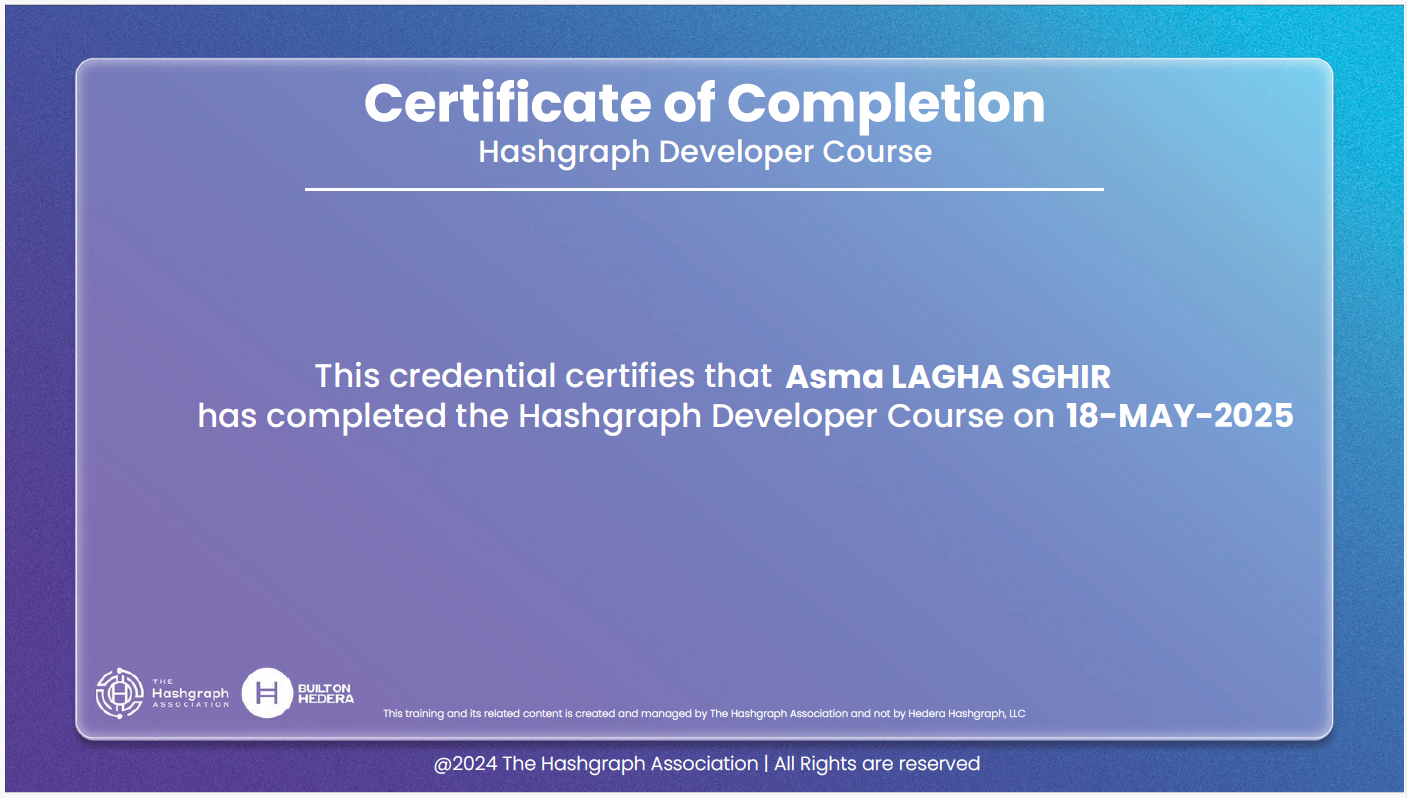 Certificate of Completion
Hashgraph Developer Course
This credential certifies that Asma LAGHA SGHIR
has completed the Hashgraph Developer Course on 18-MAY-2025
THE
Hashgraph
ASSOCIATION
BUILT ON
HEDERA
This training and its related content is created and managed by The Hashgraph Association and not by Hedera Hashgraph, LLC
@2024 The Hashgraph Association | All Rights are reserved